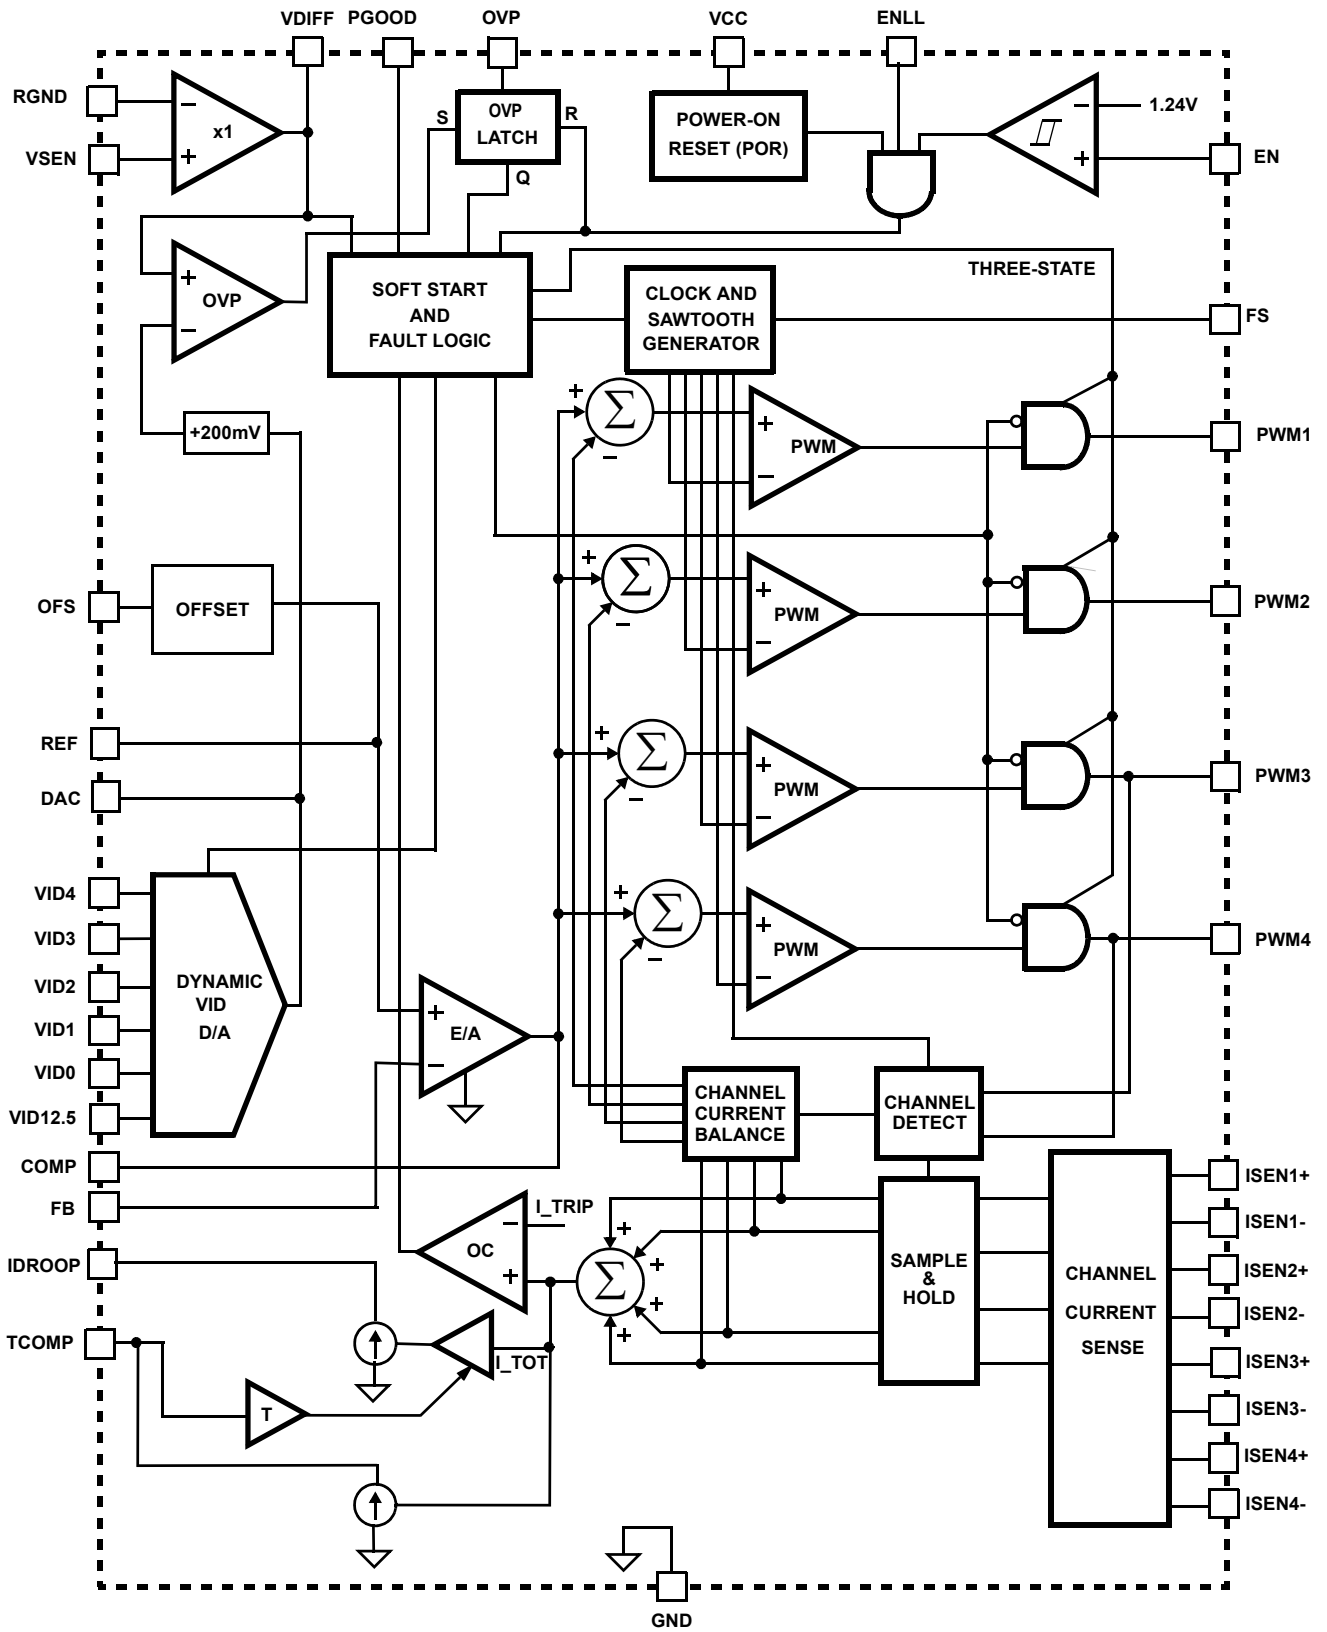 VDIFF PGOOD OVP VCC ENLL
RGND
VSEN
x1
−
+
S
OVP
LATCH
R
Q
POWER-ON
RESET (POR)
−
+
1.24V
EN
+
OVP
−
SOFT START
AND
FAULT LOGIC
CLOCK AND
SAWTOOTH
GENERATOR
THREE-STATE
FS
+200mV
+
Σ
−
+
PWM
−
PWM1
OFS
OFFSET
+
Σ
−
+
PWM
−
PWM2
REF
DAC
+
Σ
−
+
PWM
−
PWM3
+
Σ
−
+
PWM
−
PWM4
VID4
VID3
VID2
VID1
VID0
VID12.5
DYNAMIC
VID
D/A
+
E/A
−
COMP
FB
CHANNEL
CURRENT
BALANCE
CHANNEL
DETECT
I_TRIP
−
OC
+
+
+
Σ
+
+
SAMPLE
&
HOLD
CHANNEL
CURRENT
SENSE
ISEN1+
ISEN1-
ISEN2+
ISEN2-
ISEN3+
ISEN3-
ISEN4+
ISEN4-
IDROOP
TCOMP
I_TOT
T
GND